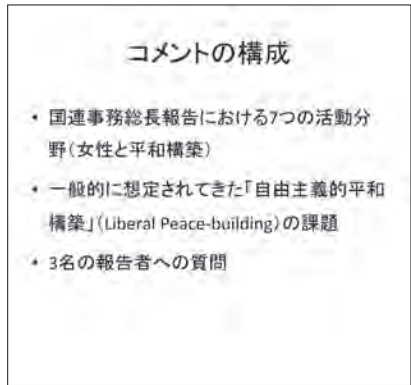 コメントの構成
• 国連事務総長報告における7つの活動分
野(女性と平和構築)
• 一般的に想定されてきた「自由主義的平和
構築」(Liberal Peace-building)の課題
• 3名の報告者への質問